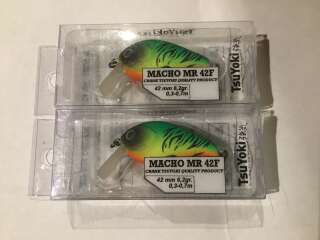 TsuYoki
MACHO MR 42F
CRANK TSUYOKI QUALITY PRODUCT
42 mm 6,2gr.
0,3-0,7m
TsuYoki
MACHO MR 42F
CRANK TSUYOKI QUALITY PRODUCT
42 mm 6,2gr.
0,3-0,7m
TsuYoki